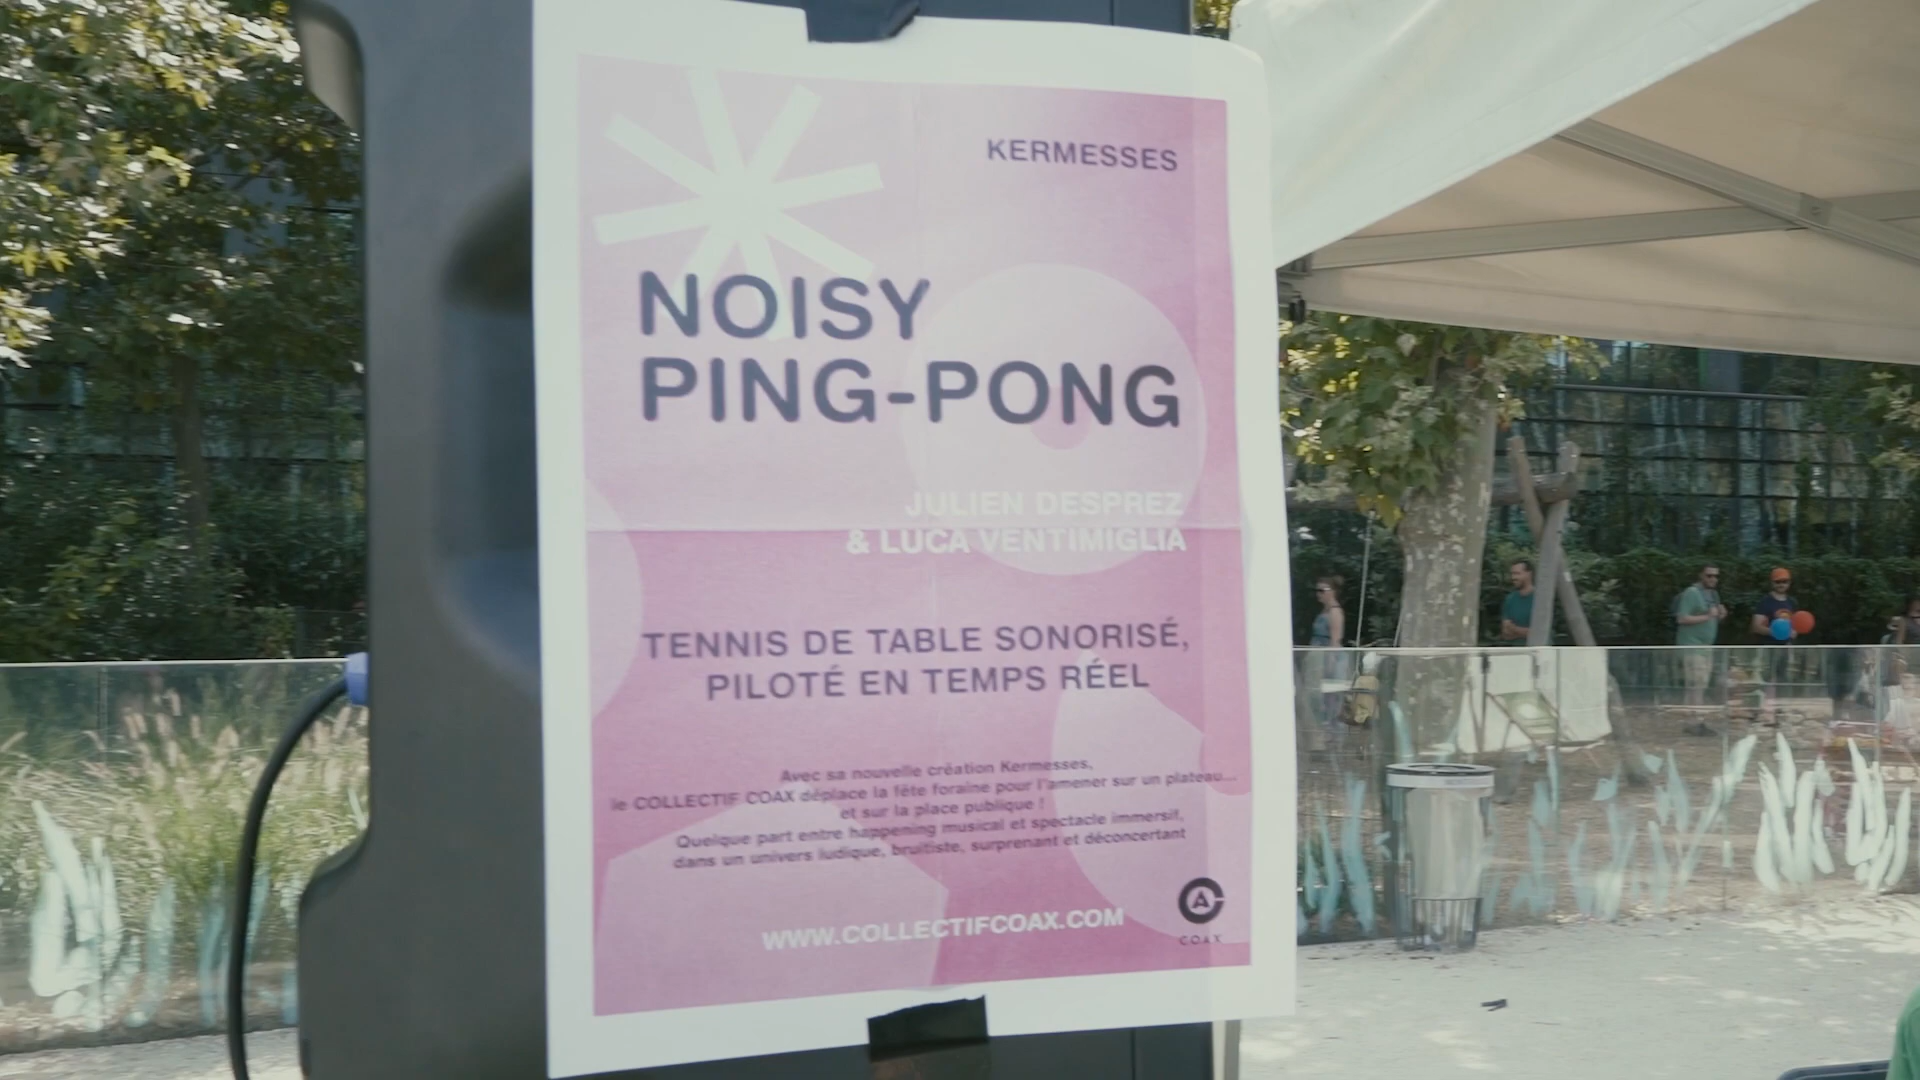 KERMESSES
NOISY
PING-PONG
JULIEN DESPREZ
& LUCA VENTIMIGLIA
TENNIS DE TABLE SONORISÉ,
PILOTÉ EN TEMPS RÉEL
Avec sa nouvelle création Kermesses,
le COLLECTIF COAX déplace la fête foraine pour l'amener sur un plateau...
et sur la place publique !
Quelque part entre happening musical et spectacle immersif,
dans un univers ludique, bruitiste, surprenant et déconcertant
WWW.COLLECTIFCOAX.COM
COAX